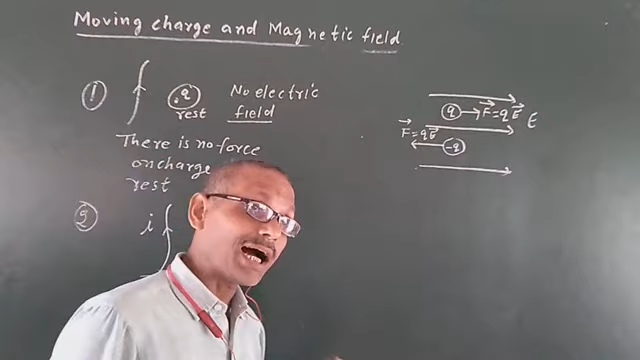 Moving charge and Magnetic field
① q No electric
rest field
There is no force
on charge
rest
② i
q F⃗ = qE⃗
E
F⃗ = qE⃗
-q